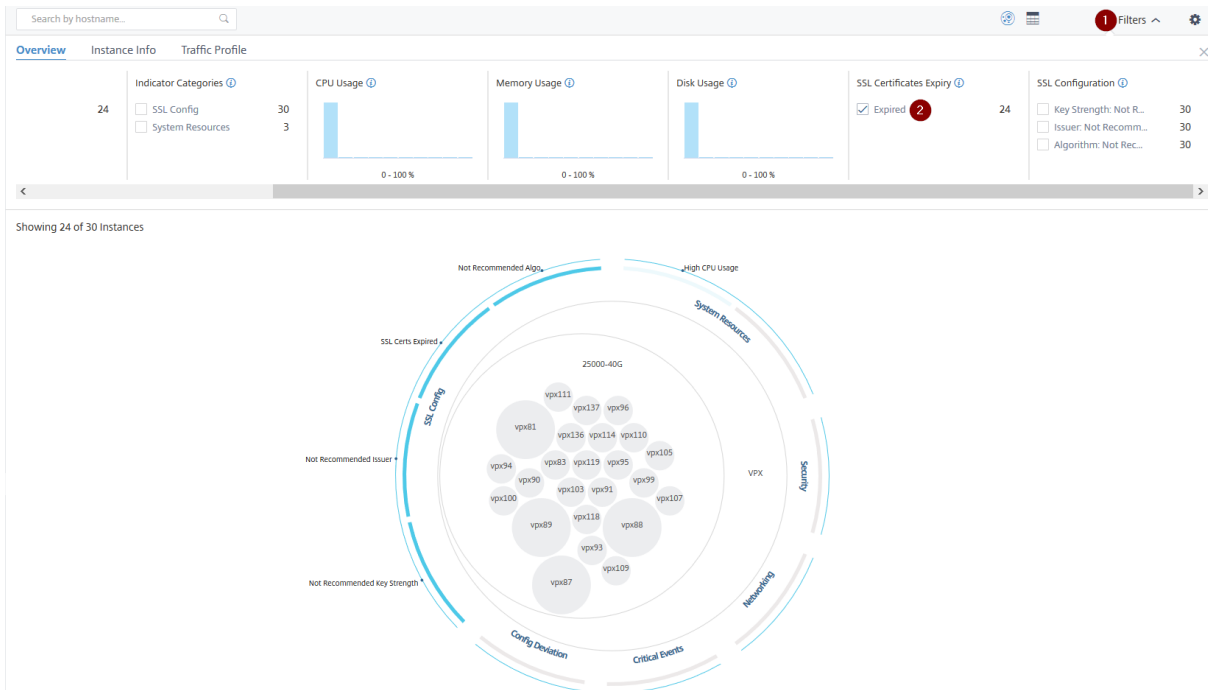 Search by hostname..
1 Filters
Overview Instance Info Traffic Profile
24
Indicator Categories
SSL Config 30
System Resources 3
CPU Usage
0 - 100 %
Memory Usage
0 - 100 %
Disk Usage
0 - 100 %
SSL Certificates Expiry
Expired 2 24
SSL Configuration
Key Strength: Not R... 30
Issuer: Not Recomm... 30
Algorithm: Not Rec... 30
Showing 24 of 30 Instances
Not Recommended Algo.
High CPU Usage
System Resources
SSL Certs Expired
25000-40G
SSL Config
vpx111
vpx137 vpx96
vpx81
vpx136 vpx114 vpx110
vpx105
vpx94 vpx83 vpx119 vpx95
Not Recommended Issuer
VPX
Security
vpx90 vpx99
vpx100 vpx103 vpx91 vpx107
vpx118
vpx89 vpx88
vpx93
vpx109
vpx87
Not Recommended Key Strength
Networking
Config Deviation
Critical Events